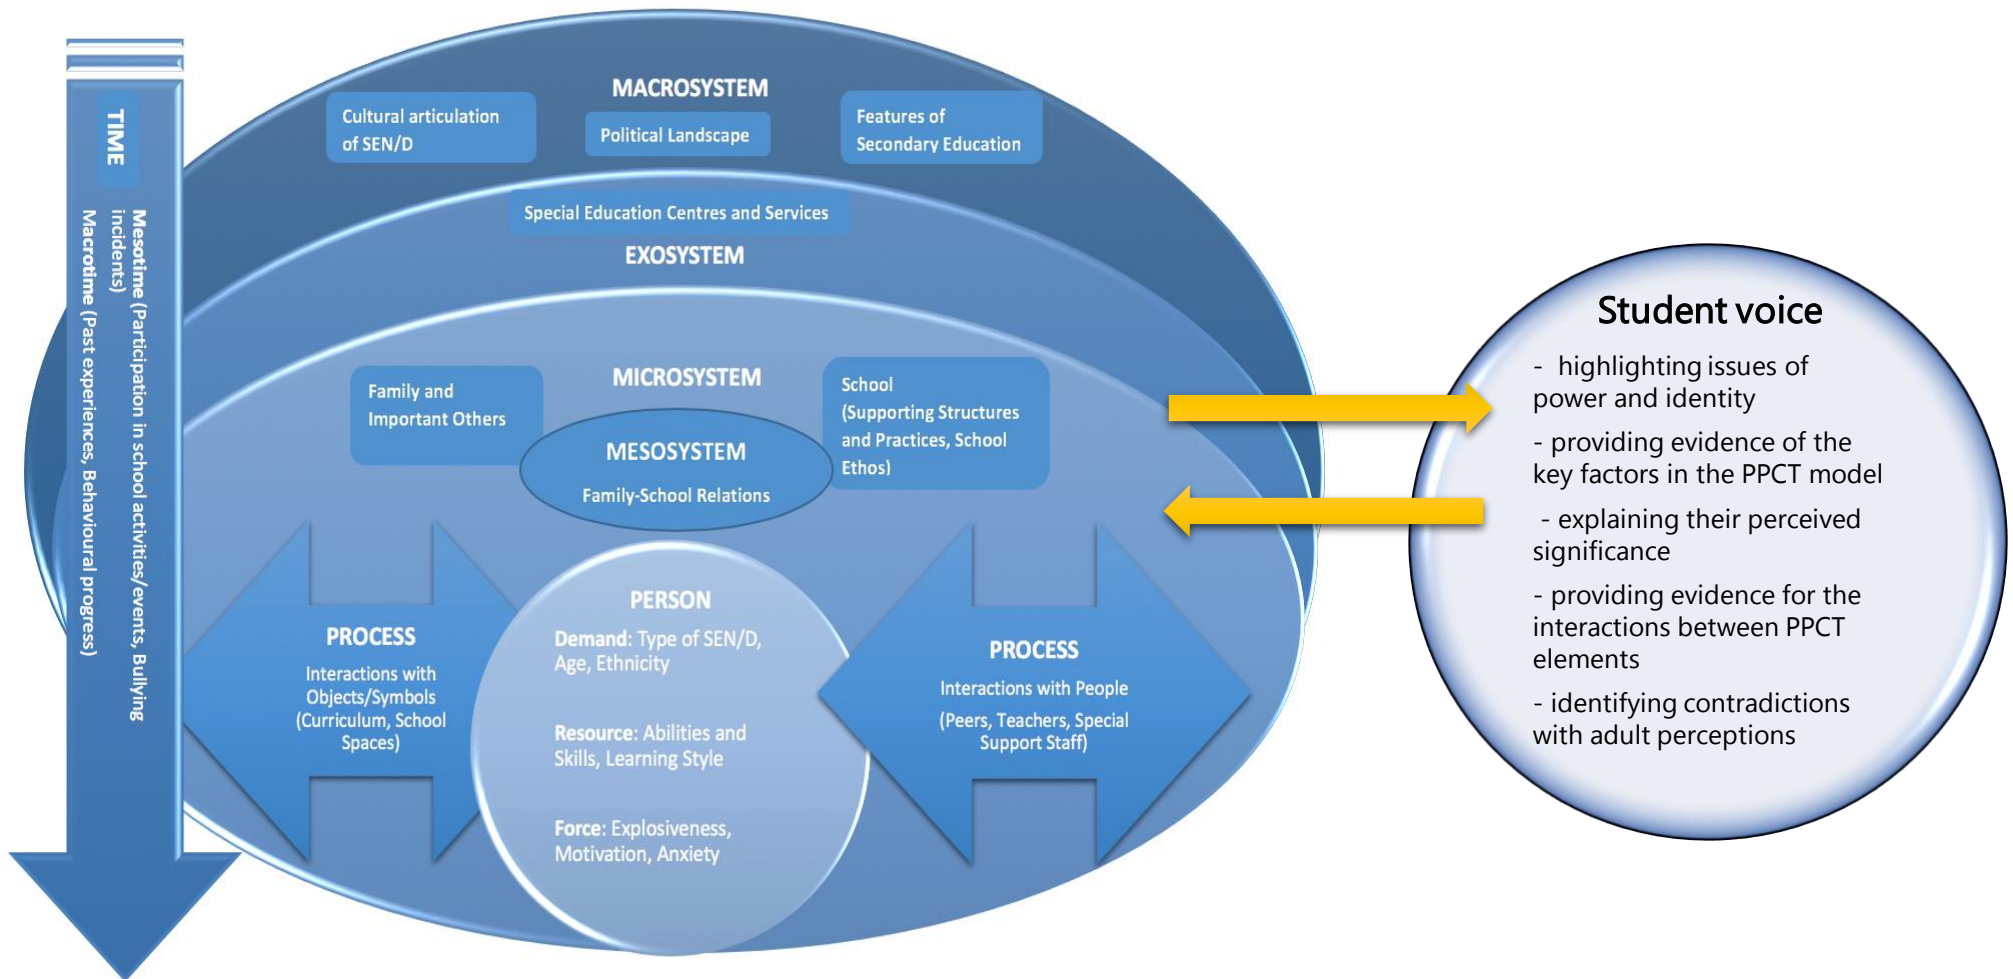 TIME
Mesotime (Participation in school activities/events, Bullying
incidents)
Macrotime (Past experiences, Behavioural progress)
MACROSYSTEM
Cultural articulation
of SEN/D
Political Landscape
Features of
Secondary Education
Special Education Centres and Services
EXOSYSTEM
MICROSYSTEM
Family and
Important Others
School
(Supporting Structures
and Practices, School
Ethos)
MESOSYSTEM
Family-School Relations
PROCESS
Interactions with
Objects/Symbols
(Curriculum, School
Spaces)
PERSON
Demand: Type of SEN/D,
Age, Ethnicity
Resource: Abilities and
Skills, Learning Style
Force: Explosiveness,
Motivation, Anxiety
PROCESS
Interactions with People
(Peers, Teachers, Special
Support Staff)
Student voice
- highlighting issues of
power and identity
- providing evidence of the
key factors in the PPCT model
- explaining their perceived
significance
- providing evidence for the
interactions between PPCT
elements
- identifying contradictions
with adult perceptions